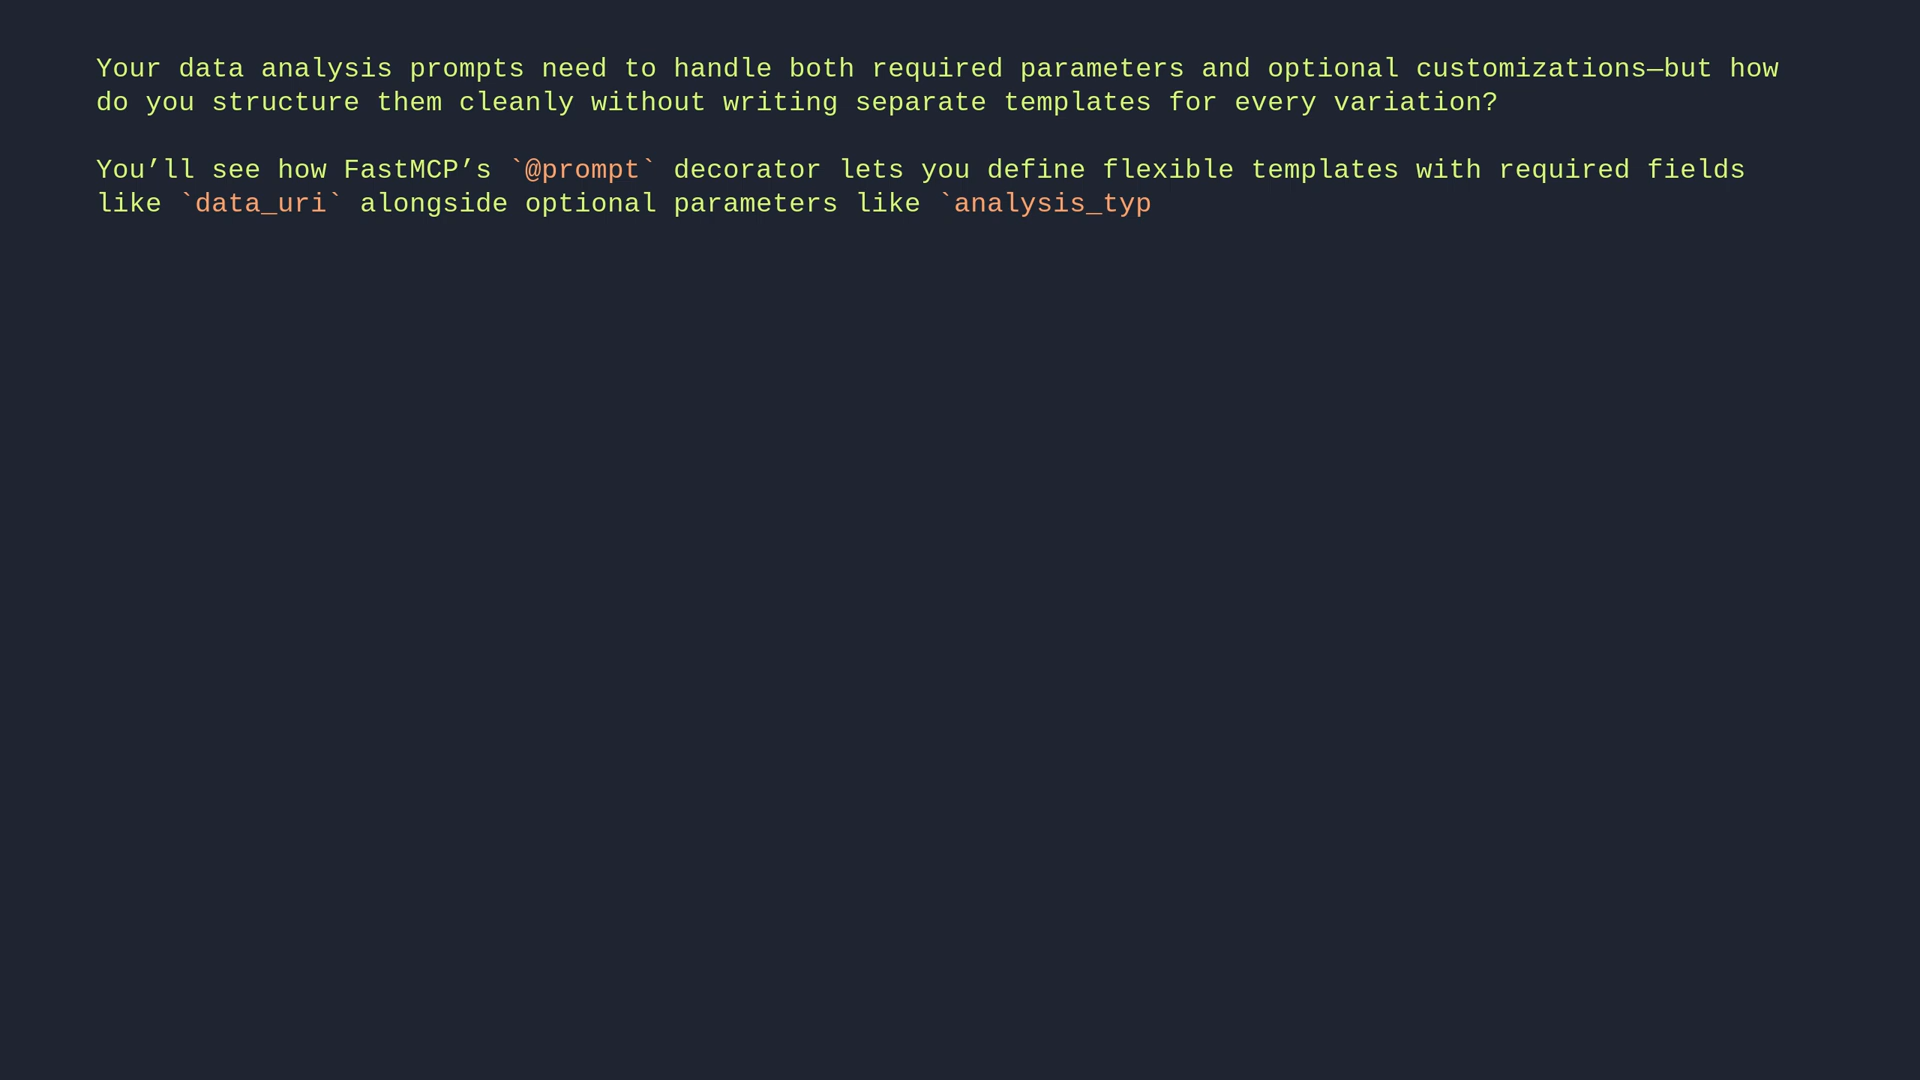 Your data analysis prompts need to handle both required parameters and optional customizations—but how
do you structure them cleanly without writing separate templates for every variation?
You’ll see how FastMCP’s `@prompt` decorator lets you define flexible templates with required fields
like `data_uri` alongside optional parameters like `analysis_typ